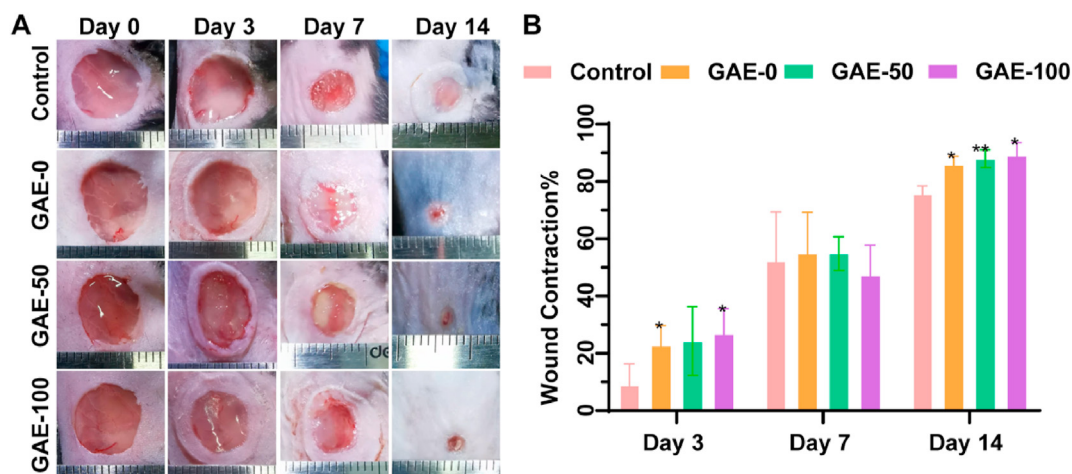 A
Day 0 Day 3 Day 7 Day 14
Control
GAE-0
GAE-50
GAE-100
de
B
Control GAE-0 GAE-50 GAE-100
Wound Contraction%
100
80
60
40
20
0
* *
* ** *
Day 3 Day 7 Day 14